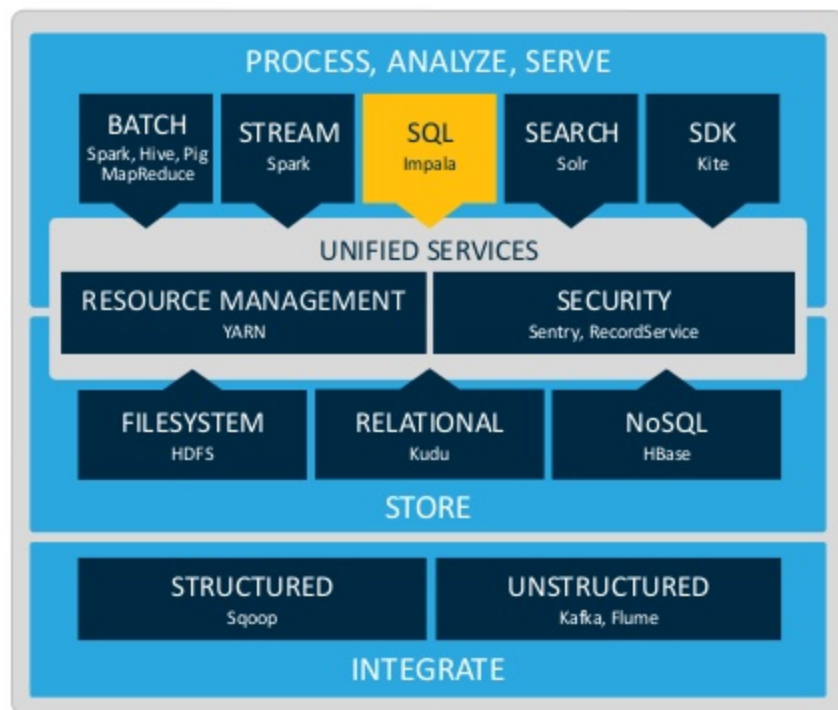 PROCESS, ANALYZE, SERVE
BATCH
Spark, Hive, Pig
MapReduce
STREAM
Spark
SQL
Impala
SEARCH
Solr
SDK
Kite
UNIFIED SERVICES
RESOURCE MANAGEMENT
YARN
SECURITY
Sentry, RecordService
FILESYSTEM
HDFS
RELATIONAL
Kudu
NoSQL
HBase
STORE
STRUCTURED
Sqoop
UNSTRUCTURED
Kafka, Flume
INTEGRATE